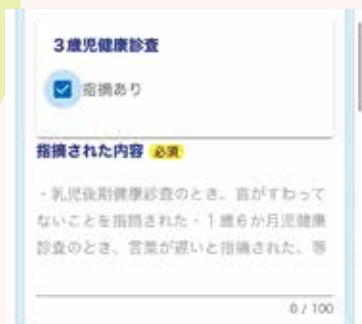 3歳児健康診査
指摘あり
指摘された内容 必須
- 乳児後期健康診査のとき、首がすわって
ないことを指摘された - 1歳6か月児健康
診査のとき、言葉が遅いと指摘された、等
0 / 100